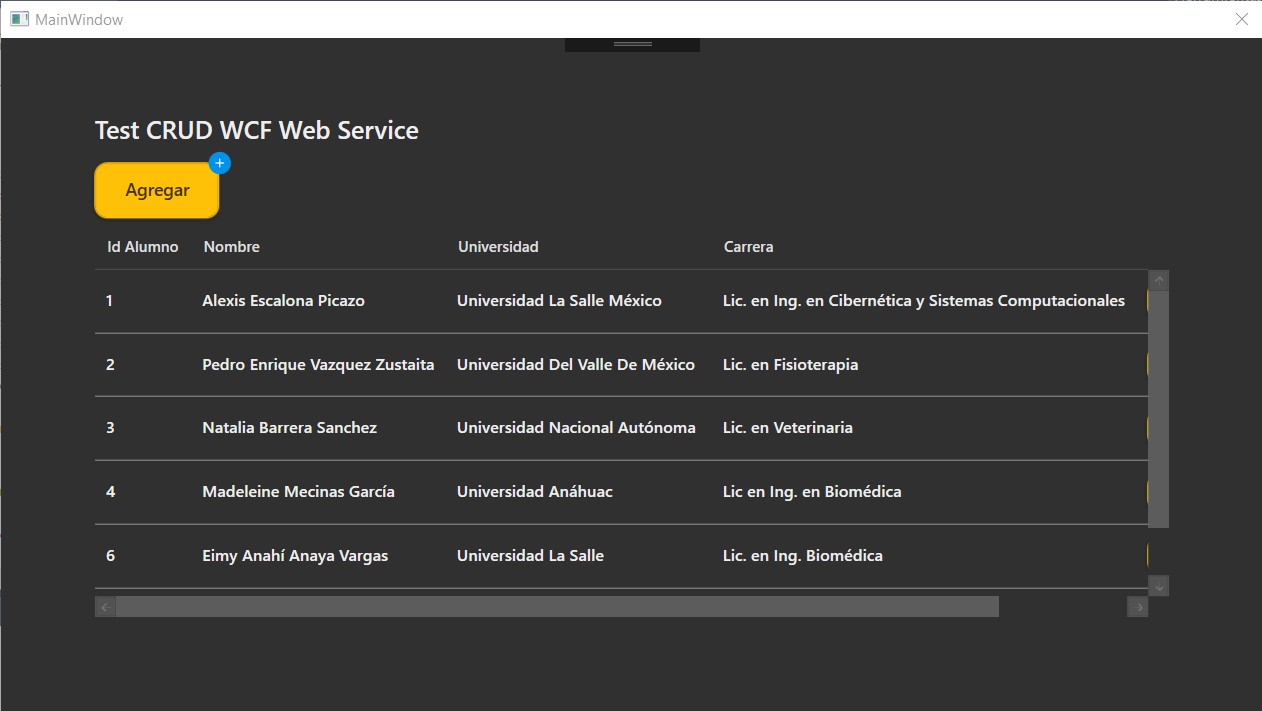 MainWindow
Test CRUD WCF Web Service
+
Agregar
Id Alumno Nombre Universidad Carrera
1 Alexis Escalona Picazo Universidad La Salle México Lic. en Ing. en Cibernética y Sistemas Computacionales
2 Pedro Enrique Vazquez Zustaita Universidad Del Valle De México Lic. en Fisioterapia
3 Natalia Barrera Sanchez Universidad Nacional Autónoma Lic. en Veterinaria
4 Madeleine Mecinas García Universidad Anáhuac Lic en Ing. en Biomédica
6 Eimy Anahí Anaya Vargas Universidad La Salle Lic. en Ing. Biomédica